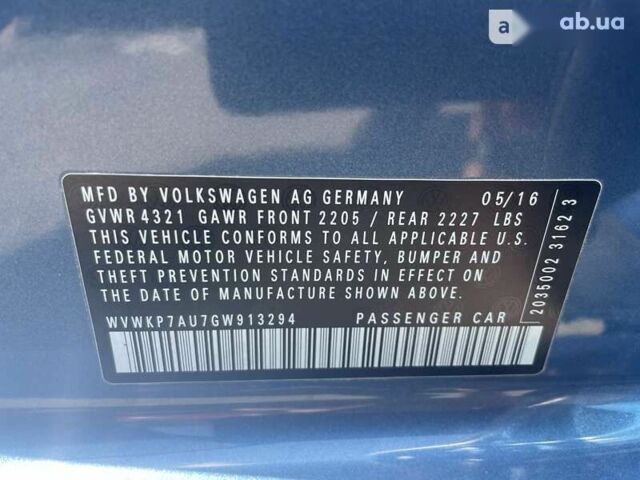 a ab.ua
MFD BY VOLKSWAGEN AG GERMANY 05/16
GVWR 4321 GAWR FRONT 2205 / REAR 2227 LBS
THIS VEHICLE CONFORMS TO ALL APPLICABLE U.S.
FEDERAL MOTOR VEHICLE SAFETY, BUMPER AND
THEFT PREVENTION STANDARDS IN EFFECT ON
THE DATE OF MANUFACTURE SHOWN ABOVE.
WVWKP7AU7GW913294 PASSENGER CAR
2035002 3162 3